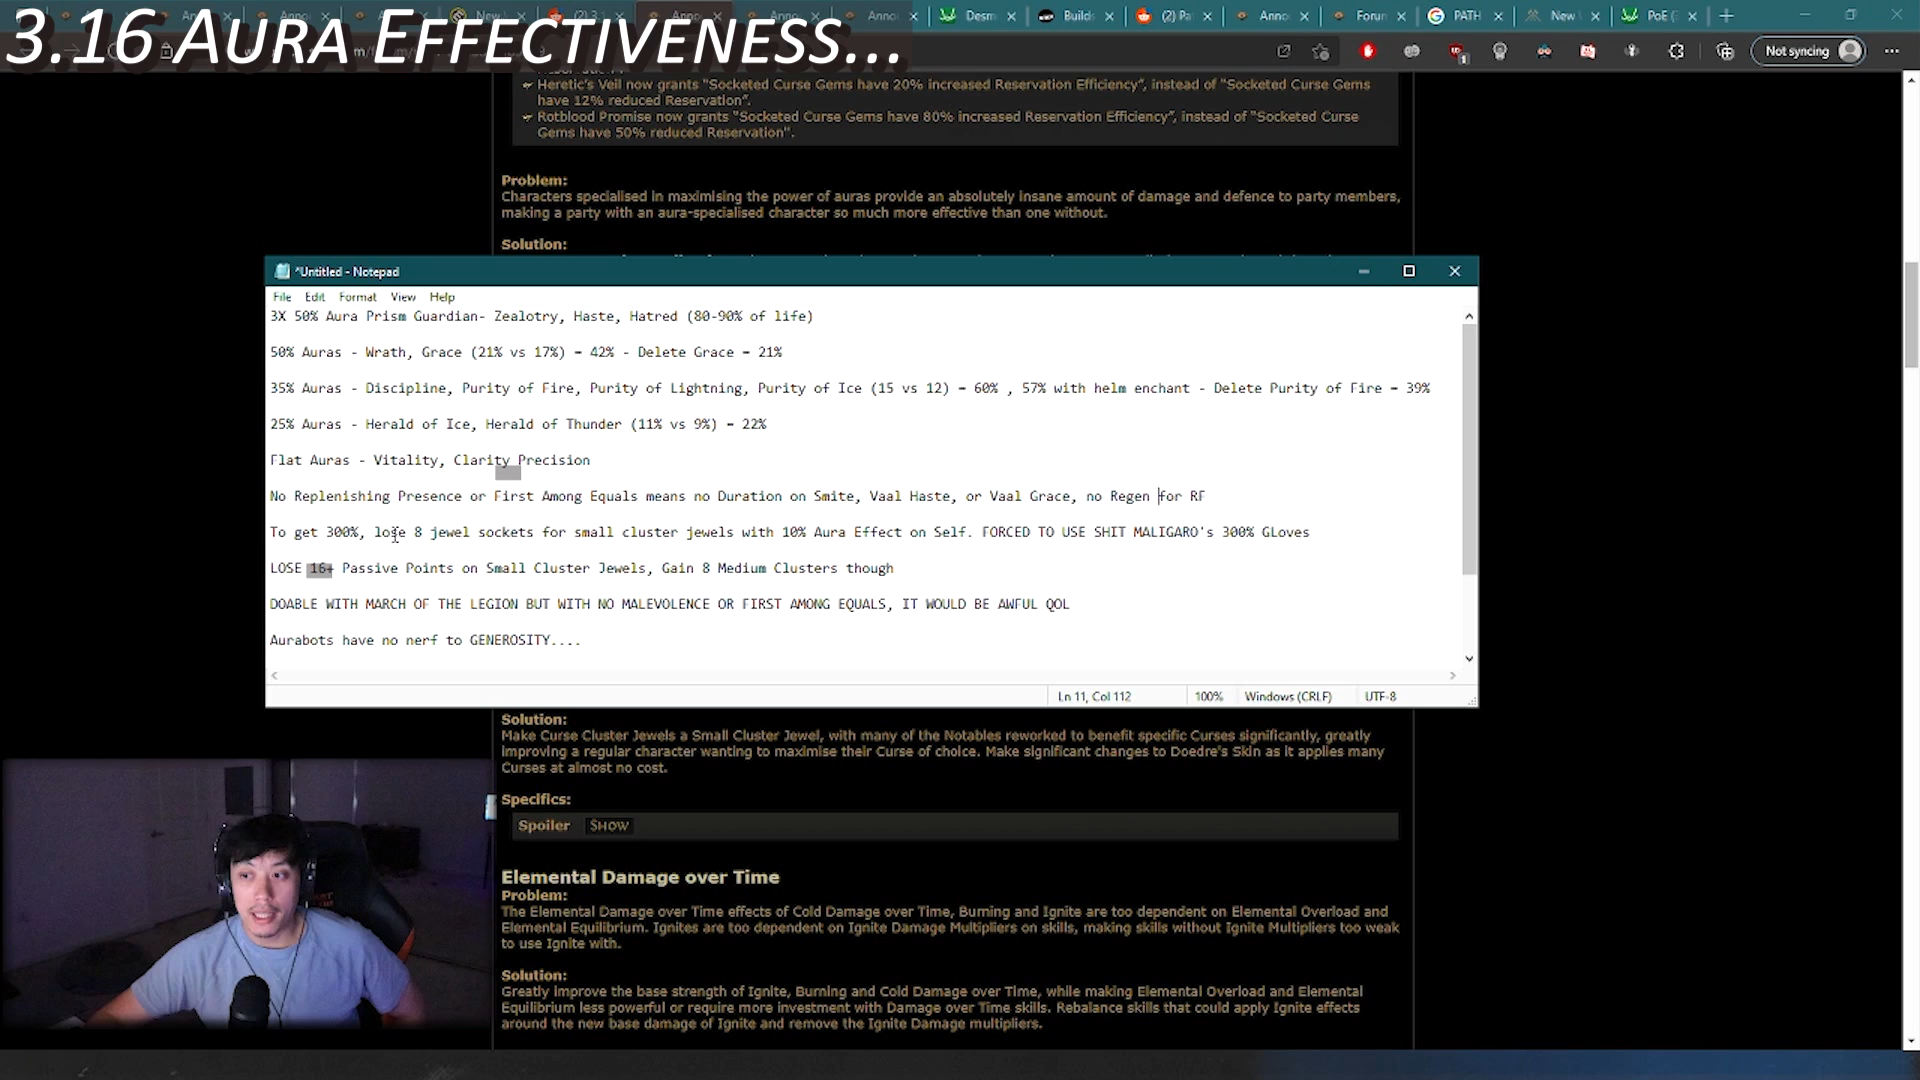 3.16 AURA EFFECTIVENESS...
Desm
Builds
(2) Pa
Anno
Forun
PATH
New
PoE (
Not syncing
Heretic's Veil now grants “Socketed Curse Gems have 20% increased Reservation Efficiency”, instead of “Socketed Curse Gems
have 12% reduced Reservation”.
Rotblood Promise now grants “Socketed Curse Gems have 80% increased Reservation Efficiency”, instead of “Socketed Curse
Gems have 50% reduced Reservation".
Problem:
Characters specialised in maximising the power of auras provide an absolutely insane amount of damage and defence to party members,
making a party with an aura-specialised character so much more effective than one without.
Solution:
*Untitled - Notepad
File Edit Format View Help
3X 50% Aura Prism Guardian- Zealotry, Haste, Hatred (80-90% of life)
50% Auras - Wrath, Grace (21% vs 17%) = 42% - Delete Grace = 21%
35% Auras - Discipline, Purity of Fire, Purity of Lightning, Purity of Ice (15 vs 12) = 60% , 57% with helm enchant - Delete Purity of Fire = 39%
25% Auras - Herald of Ice, Herald of Thunder (11% vs 9%) = 22%
Flat Auras - Vitality, Clarity Precision
No Replenishing Presence or First Among Equals means no Duration on Smite, Vaal Haste, or Vaal Grace, no Regen for RF
To get 300%, lose 8 jewel sockets for small cluster jewels with 10% Aura Effect on Self. FORCED TO USE SHIT MALIGARO's 300% GLoves
LOSE 16+ Passive Points on Small Cluster Jewels, Gain 8 Medium Clusters though
DOABLE WITH MARCH OF THE LEGION BUT WITH NO MALEVOLENCE OR FIRST AMONG EQUALS, IT WOULD BE AWFUL QOL
Aurabots have no nerf to GENEROSITY....
Ln 11, Col 112 100% Windows (CRLF) UTF-8
Solution:
Make Curse Cluster Jewels a Small Cluster Jewel, with many of the Notables reworked to benefit specific Curses significantly, greatly
improving a regular character wanting to maximise their Curse of choice. Make significant changes to Doedre's Skin as it applies many
Curses at almost no cost.
Specifics:
Spoiler SHOW
Elemental Damage over Time
Problem:
The Elemental Damage over Time effects of Cold Damage over Time, Burning and Ignite are too dependent on Elemental Overload and
Elemental Equilibrium. Ignites are too dependent on Ignite Damage Multipliers on skills, making skills without Ignite Multipliers too weak
to use Ignite with.
Solution:
Greatly improve the base strength of Ignite, Burning and Cold Damage over Time, while making Elemental Overload and Elemental
Equilibrium less powerful or require more investment with Damage over Time skills. Rebalance skills that could apply Ignite effects
around the new base damage of Ignite and remove the Ignite Damage multipliers.